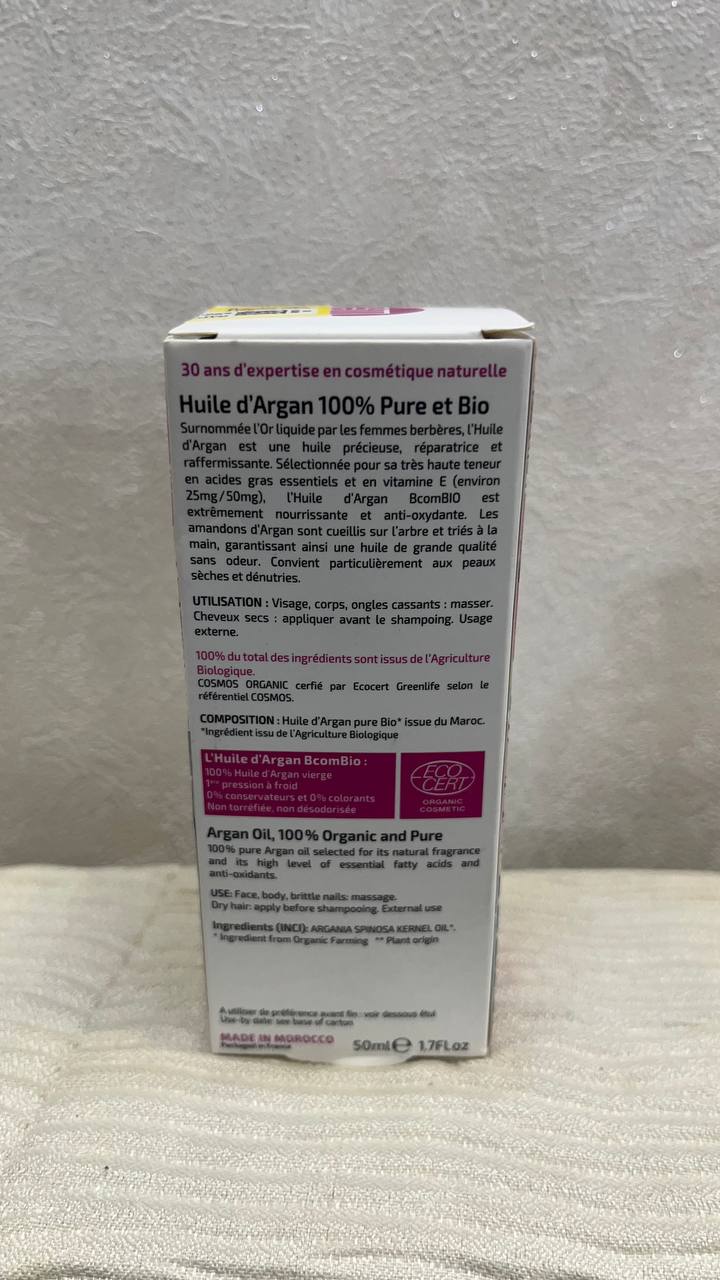 30 ans d'expertise en cosmétique naturelle
Huile d'Argan 100% Pure et Bio
Surnommée l'Or liquide par les femmes berbères, l'Huile
d'Argan est une huile précieuse, réparatrice et
raffermissante. Sélectionnée pour sa très haute teneur
en acides gras essentiels et en vitamine E (environ
25mg/50mg), l'Huile d'Argan BcomBIO est
extrêmement nourrissante et anti-oxydante. Les
amandons d'Argan sont cueillis sur l'arbre et triés à la
main, garantissant ainsi une huile de grande qualité
sans odeur. Convient particulièrement aux peaux
sèches et dénutries.
UTILISATION : Visage, corps, ongles cassants : masser.
Cheveux secs : appliquer avant le shampoing. Usage
externe.
100% du total des ingrédients sont issus de l'Agriculture
Biologique.
COSMOS ORGANIC cerfié par Ecocert Greenlife selon le
référentiel COSMOS.
COMPOSITION : Huile d'Argan pure Bio* issue du Maroc.
*Ingrédient issu de l'Agriculture Biologique
L'Huile d'Argan BcomBio :
100% Huile d'Argan vierge
1ère pression à froid
0% conservateurs et 0% colorants
Non torréfiée, non désodorisée
ECO
CERT
ORGANIC
COSMETIC
Argan Oil, 100% Organic and Pure
100% pure Argan oil selected for its natural fragrance
and its high level of essential fatty acids and
anti-oxidants.
USE: Face, body, brittle nails: massage.
Dry hair: apply before shampooing. External use
Ingredients (INCI): ARGANIA SPINOSA KERNEL OIL*.
* Ingredient from Organic Farming ** Plant origin
A utiliser de préférence avant fin : voir dessous étui
Use-by date: see base of carton
MADE IN MOROCCO
Packaged in France
50ml e 1.7FL oz